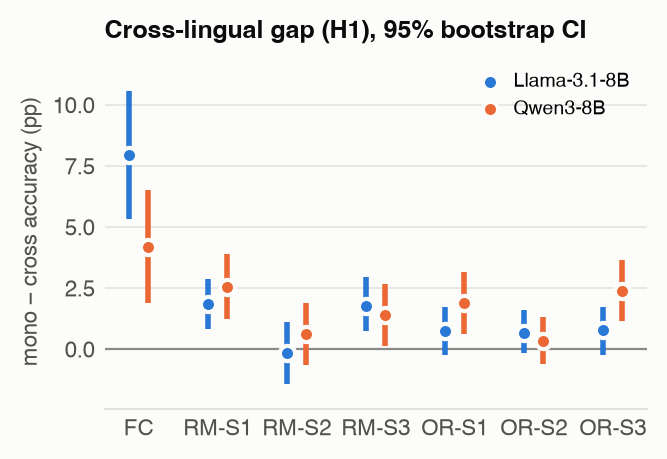 Cross-lingual gap (H1), 95% bootstrap CI
Llama-3.1-8B
Qwen3-8B
mono − cross accuracy (pp)
10.0
7.5
5.0
2.5
0.0
FC RM-S1 RM-S2 RM-S3 OR-S1 OR-S2 OR-S3